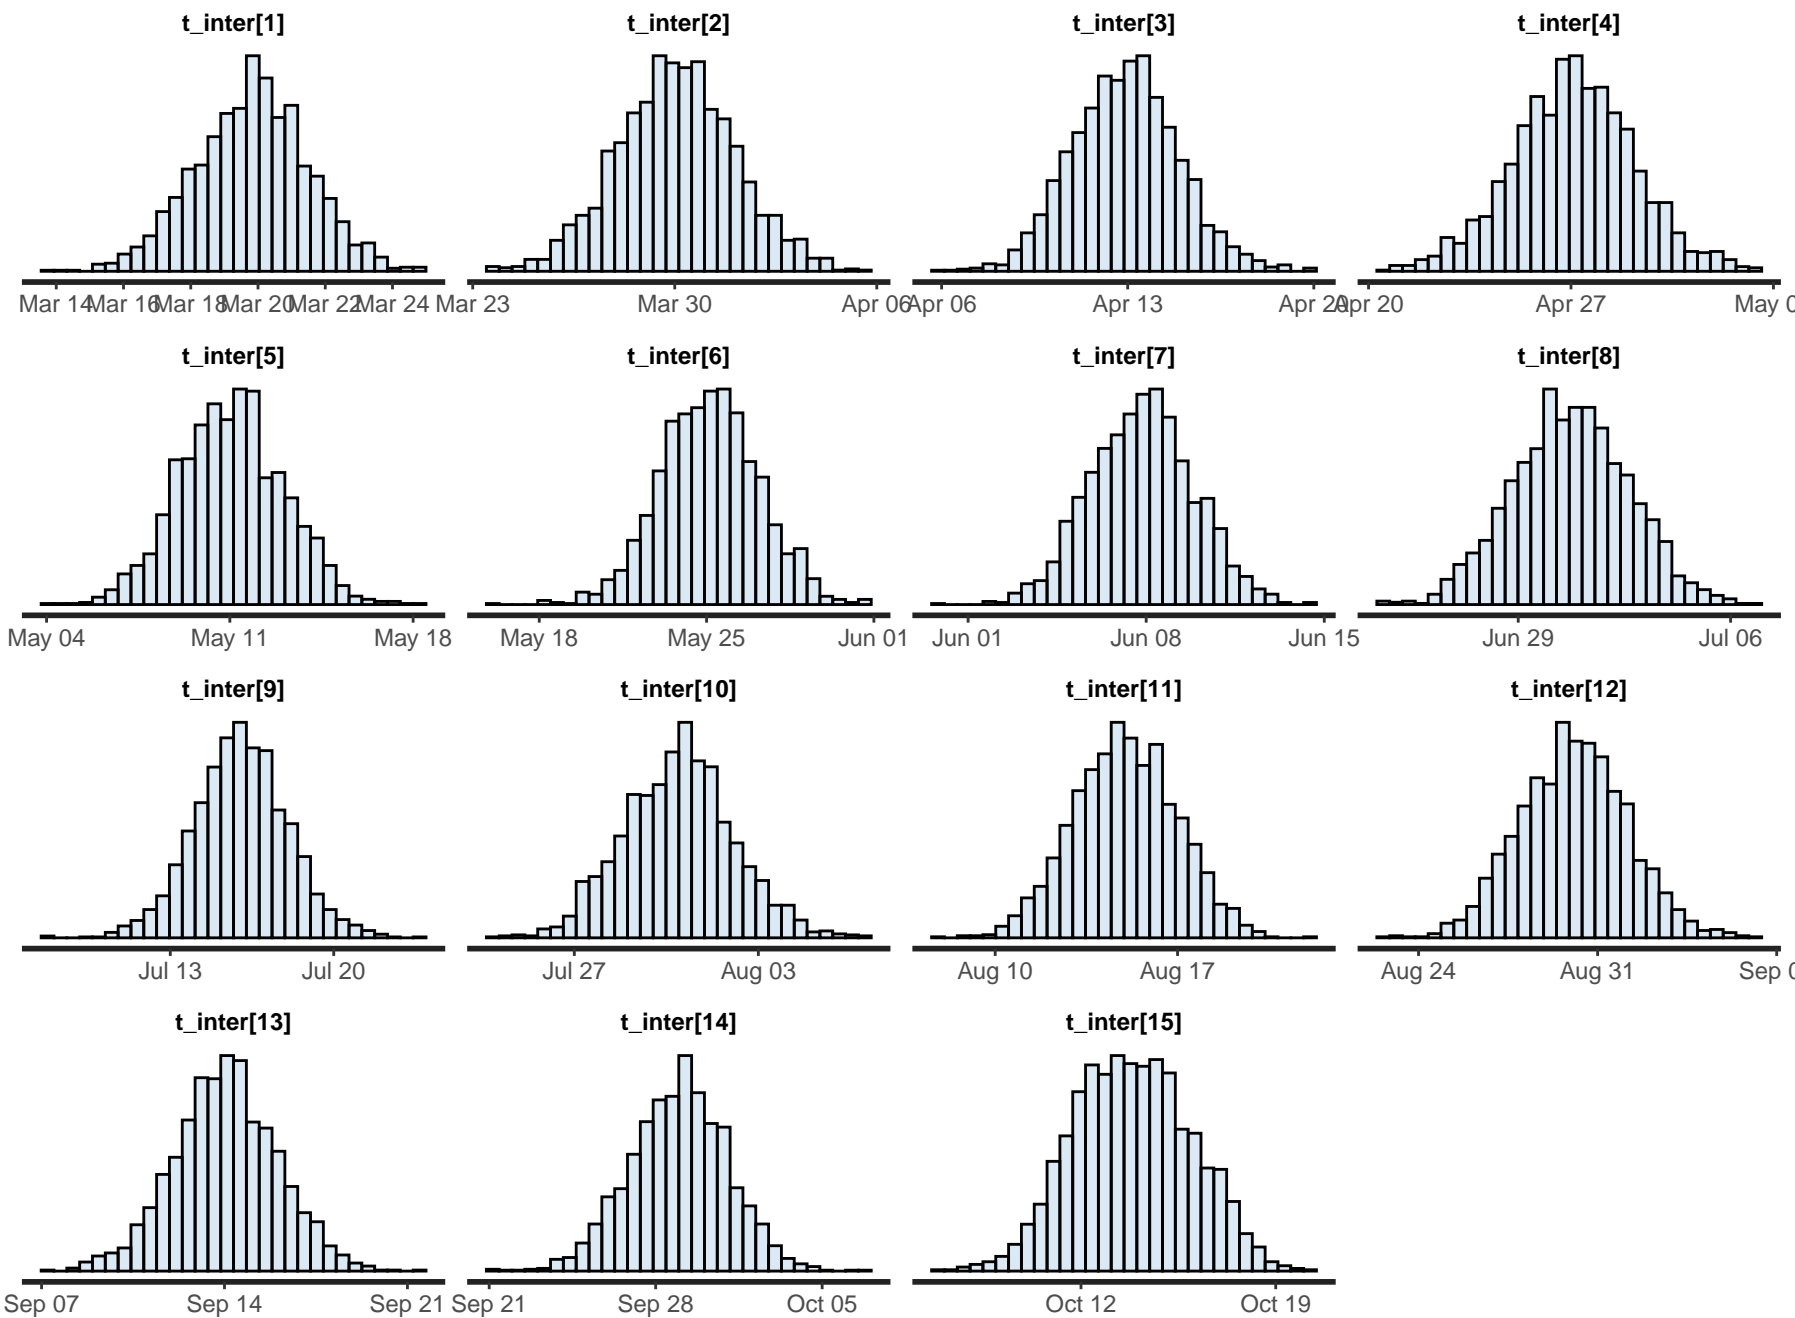 t_inter[1] t_inter[2] t_inter[3] t_inter[4]
Mar 14 Mar 16 Mar 18 Mar 20 Mar 22 Mar 24 Mar 23 Mar 30 Apr 06 Apr 06 Apr 13 Apr 20 Apr 20 Apr 27 May 0
t_inter[5] t_inter[6] t_inter[7] t_inter[8]
May 04 May 11 May 18 May 18 May 25 Jun 01 Jun 01 Jun 08 Jun 15 Jun 29 Jul 06
t_inter[9] t_inter[10] t_inter[11] t_inter[12]
Jul 13 Jul 20 Jul 27 Aug 03 Aug 10 Aug 17 Aug 24 Aug 31 Sep 0
t_inter[13] t_inter[14] t_inter[15]
Sep 07 Sep 14 Sep 21 Sep 21 Sep 28 Oct 05 Oct 12 Oct 19